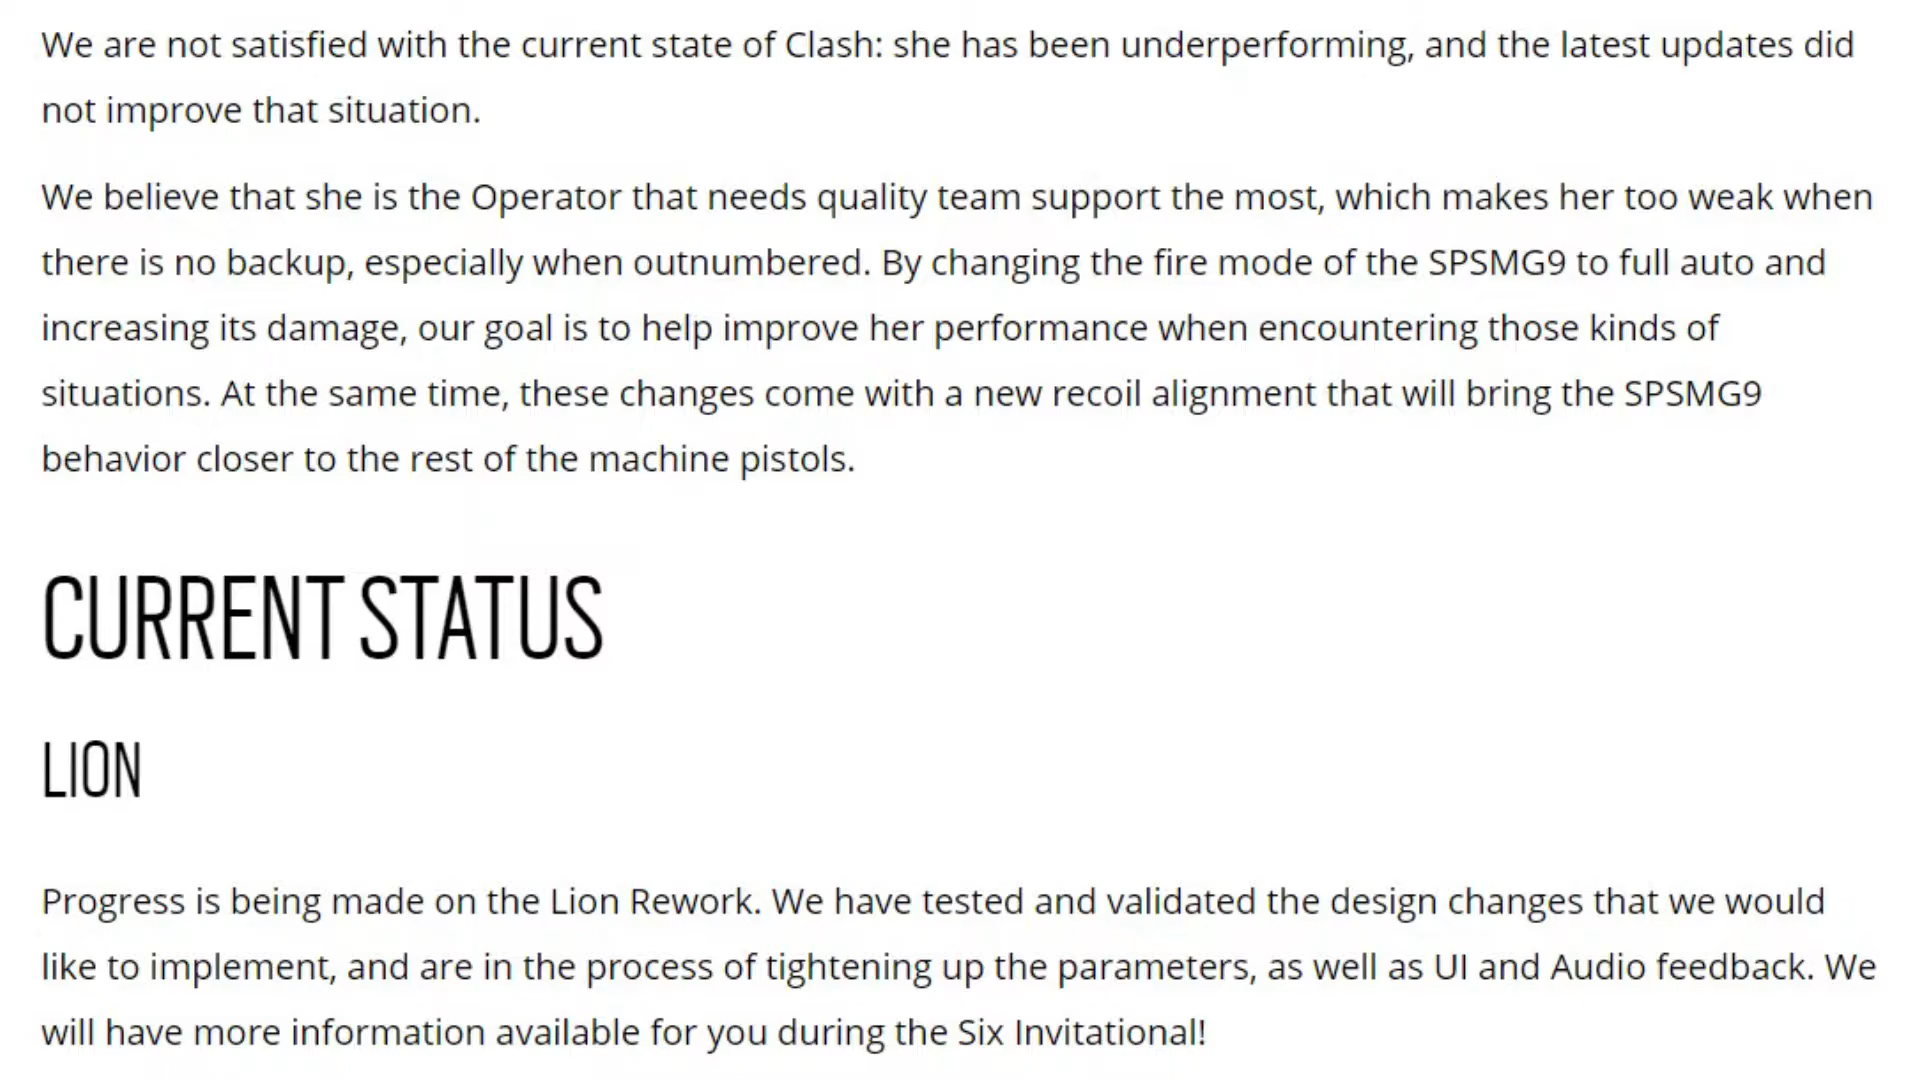 We are not satisfied with the current state of Clash: she has been underperforming, and the latest updates did
not improve that situation.
We believe that she is the Operator that needs quality team support the most, which makes her too weak when
there is no backup, especially when outnumbered. By changing the fire mode of the SPSMG9 to full auto and
increasing its damage, our goal is to help improve her performance when encountering those kinds of
situations. At the same time, these changes come with a new recoil alignment that will bring the SPSMG9
behavior closer to the rest of the machine pistols.
CURRENT STATUS
LION
Progress is being made on the Lion Rework. We have tested and validated the design changes that we would
like to implement, and are in the process of tightening up the parameters, as well as UI and Audio feedback. We
will have more information available for you during the Six Invitational!